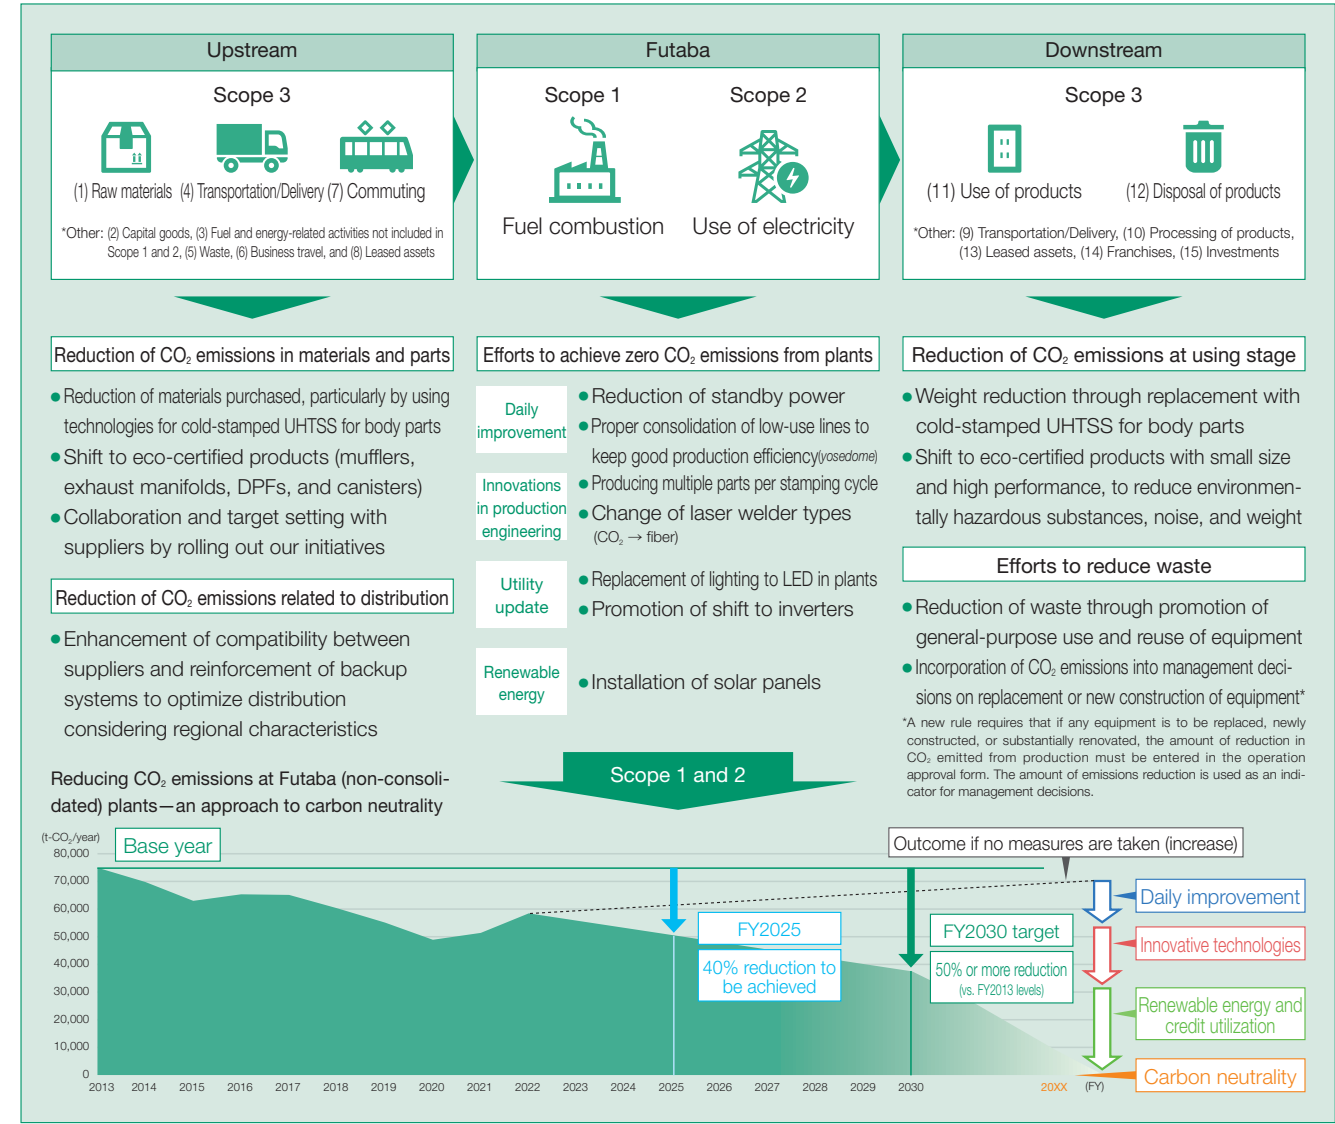 Upstream
Scope 3
(1) Raw materials (4) Transportation/Delivery (7) Commuting
*Other: (2) Capital goods, (3) Fuel and energy-related activities not included in
Scope 1 and 2, (5) Waste, (6) Business travel, and (8) Leased assets
Futaba
Scope 1
Scope 2
Fuel combustion
Use of electricity
Downstream
Scope 3
(11) Use of products
(12) Disposal of products
*Other: (9) Transportation/Delivery, (10) Processing of products,
(13) Leased assets, (14) Franchises, (15) Investments
Reduction of CO₂ emissions in materials and parts
●Reduction of materials purchased, particularly by using
technologies for cold-stamped UHTSS for body parts
●Shift to eco-certified products (mufflers,
exhaust manifolds, DPFs, and canisters)
●Collaboration and target setting with
suppliers by rolling out our initiatives
Reduction of CO₂ emissions related to distribution
●Enhancement of compatibility between
suppliers and reinforcement of backup
systems to optimize distribution
considering regional characteristics
Efforts to achieve zero CO₂ emissions from plants
Daily
improvement
●Reduction of standby power
●Proper consolidation of low-use lines to
keep good production efficiency(yosedome)
Innovations
in production
engineering
●Producing multiple parts per stamping cycle
●Change of laser welder types
(CO₂ → fiber)
Utility
update
●Replacement of lighting to LED in plants
●Promotion of shift to inverters
Renewable
energy
●Installation of solar panels
Reduction of CO₂ emissions at using stage
●Weight reduction through replacement with
cold-stamped UHTSS for body parts
●Shift to eco-certified products with small size
and high performance, to reduce environmen-
tally hazardous substances, noise, and weight
Efforts to reduce waste
●Reduction of waste through promotion of
general-purpose use and reuse of equipment
●Incorporation of CO₂ emissions into management deci-
sions on replacement or new construction of equipment*
*A new rule requires that if any equipment is to be replaced, newly
constructed, or substantially renovated, the amount of reduction in
CO₂ emitted from production must be entered in the operation
approval form. The amount of emissions reduction is used as an indi-
cator for management decisions.
Scope 1 and 2
Reducing CO₂ emissions at Futaba (non-consoli-
dated) plants—an approach to carbon neutrality
(t-CO₂/year)
80,000
70,000
60,000
50,000
40,000
30,000
20,000
10,000
0
Base year
Outcome if no measures are taken (increase)
FY2025
40% reduction to
be achieved
FY2030 target
50% or more reduction
(vs. FY2013 levels)
Daily improvement
Innovative technologies
Renewable energy and
credit utilization
Carbon neutrality
2013 2014 2015 2016 2017 2018 2019 2020 2021 2022 2023 2024 2025 2026 2027 2028 2029 2030 20XX (FY)